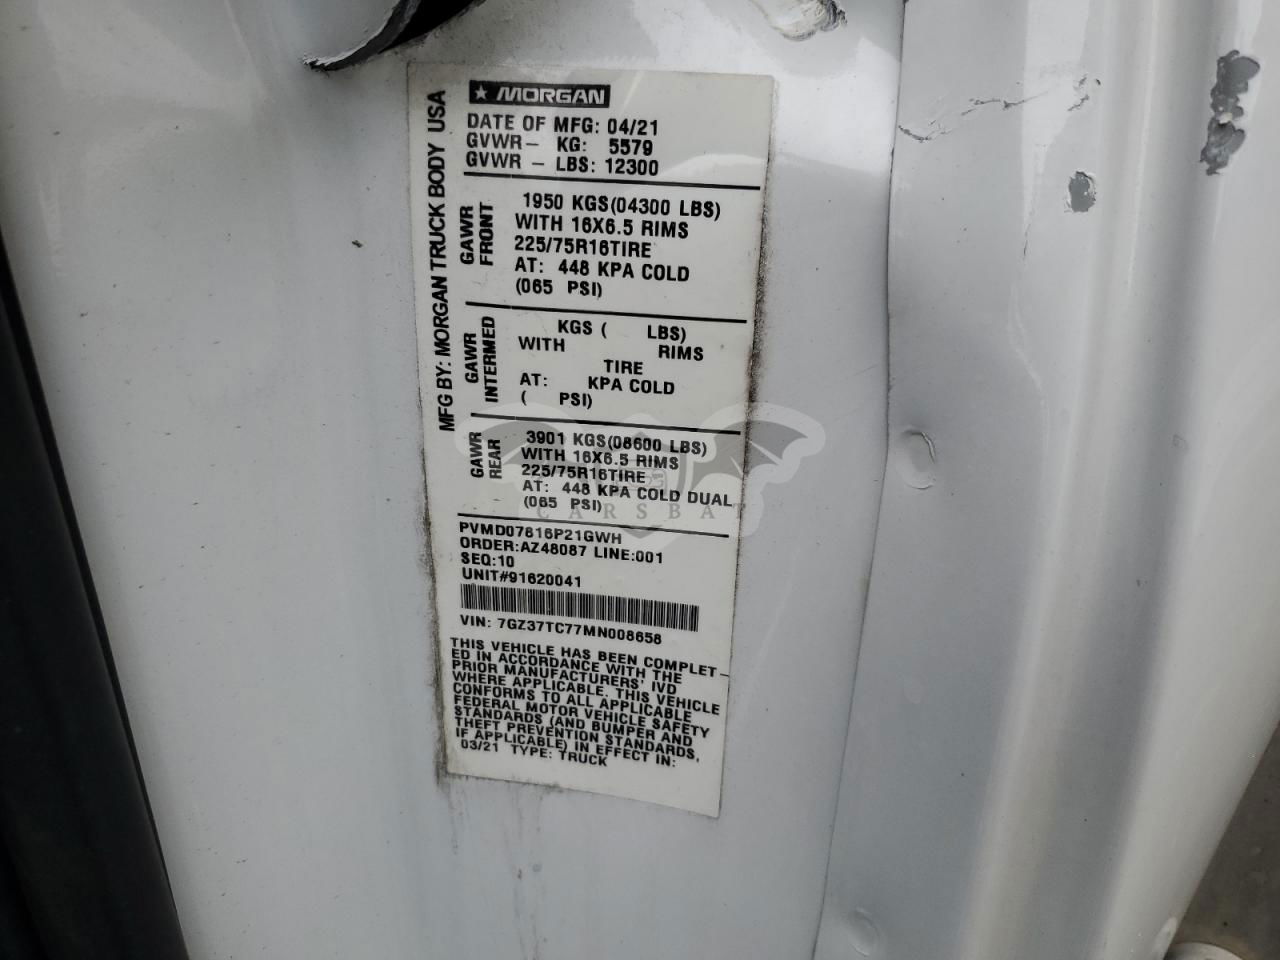 MORGAN
MFG BY: MORGAN TRUCK BODY USA
DATE OF MFG: 04/21
GVWR- KG: 5579
GVWR - LBS: 12300
GAWR
FRONT
1950 KGS(04300 LBS)
WITH 16X6.5 RIMS
225/75R16TIRE
AT: 448 KPA COLD
(065 PSI)
GAWR
INTERMED
KGS ( LBS)
WITH RIMS
TIRE
AT: KPA COLD
( PSI)
GAWR
REAR
3901 KGS(08600 LBS)
WITH 16X6.5 RIMS
225/75R16TIRE
AT: 448 KPA COLD DUAL
(065 PSI)
CARSBAT
PVMD07816P21GWH
ORDER:AZ48087 LINE:001
SEQ:10
UNIT#91620041
VIN: 7GZ37TC77MN008658
THIS VEHICLE HAS BEEN COMPLET-
ED IN ACCORDANCE WITH THE
PRIOR MANUFACTURERS' IVD
WHERE APPLICABLE. THIS VEHICLE
CONFORMS TO ALL APPLICABLE
FEDERAL MOTOR VEHICLE SAFETY
STANDARDS (AND BUMPER AND
THEFT PREVENTION STANDARDS,
IF APPLICABLE) IN EFFECT IN:
03/21 TYPE: TRUCK